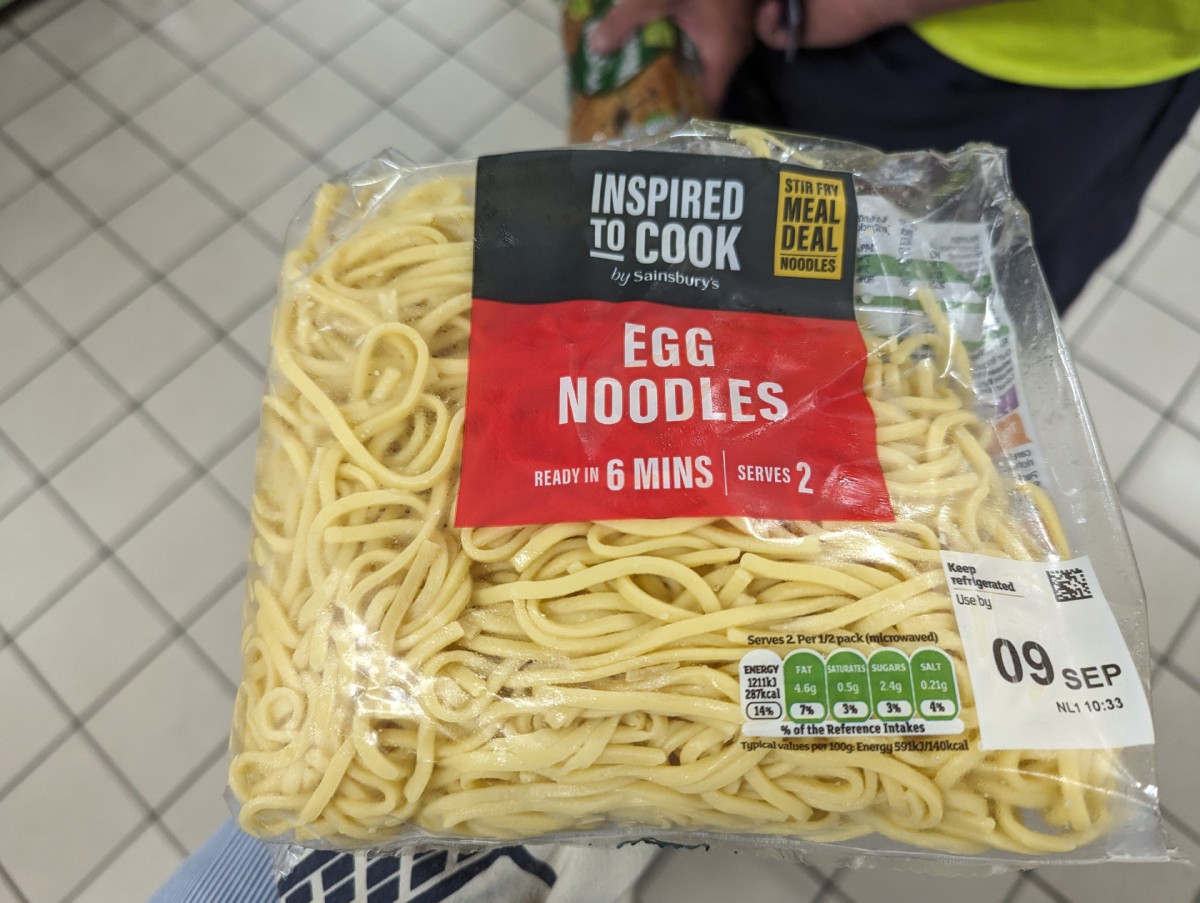 INSPIRED
TO COOK
by Sainsbury's
STIR FRY
MEAL
DEAL
NOODLES
EGG
NOODLES
READY IN 6 MINS | SERVES 2
Keep
refrigerated
Use by
09 SEP
NL1 10:33
Serves 2. Per 1/2 pack (microwaved)
ENERGY 1211kJ 287kcal 14%
FAT 4.6g 7%
SATURATES 0.5g 3%
SUGARS 2.4g 3%
SALT 0.21g 4%
% of the Reference Intakes
Typical values per 100g: Energy 591kJ/140kcal